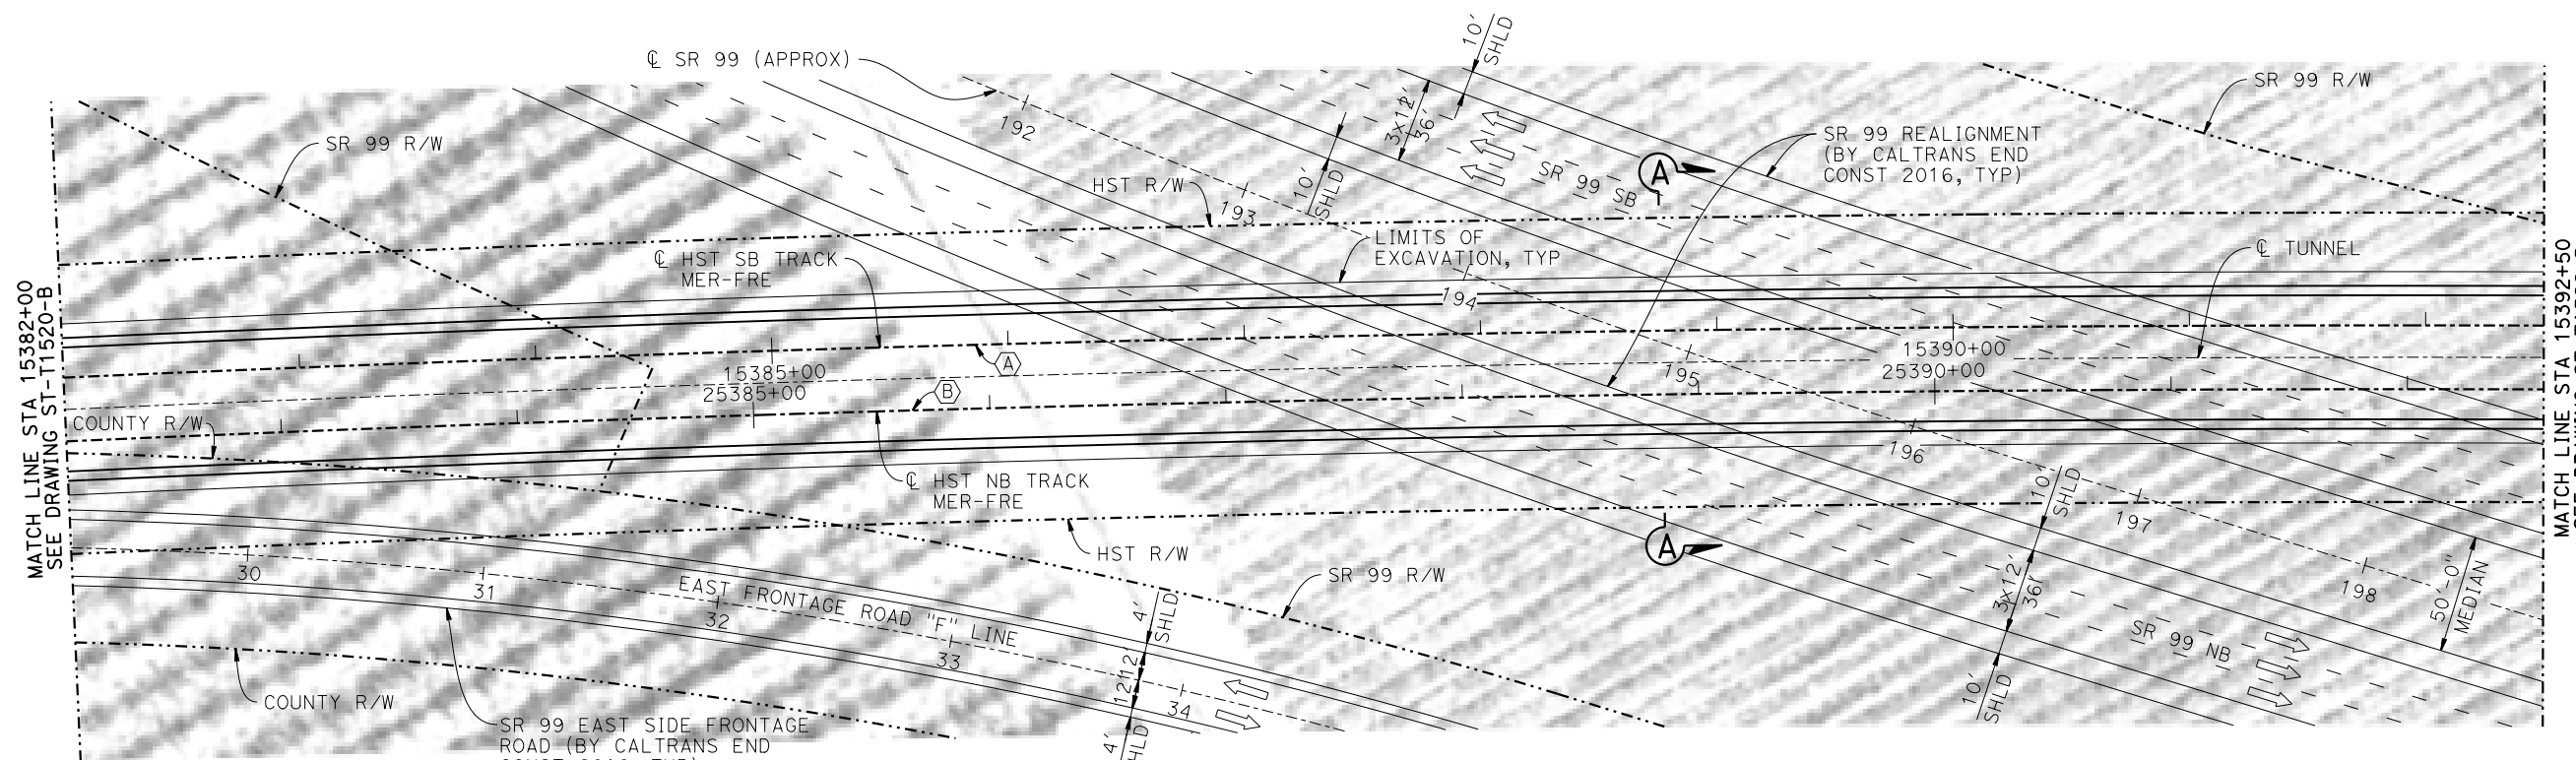 ℄ SR 99 (APPROX)
10'
SHLD
SR 99 R/W
SR 99 R/W
192
3x12'
36'
SR 99 REALIGNMENT
(BY CALTRANS END
CONST 2016, TYP)
A
HST R/W
193
10'
SHLD
SR 99 SB
LIMITS OF
EXCAVATION, TYP
℄ TUNNEL
℄ HST SB TRACK
MER-FRE
194
MATCH LINE STA 15382+00
SEE DRAWING ST-T1520-B
MATCH LINE STA 15392+50
A
15385+00
25385+00
B
195
15390+00
25390+00
COUNTY R/W
196
℄ HST NB TRACK
MER-FRE
10'
SHLD
197
A
HST R/W
30
31
32
33
34
EAST FRONTAGE ROAD "F" LINE
SR 99 R/W
4'
SHLD
12'
12'
4'
3x12'
36'
198
50'-0"
MEDIAN
SR 99 NB
10'
SHLD
COUNTY R/W
SR 99 EAST SIDE FRONTAGE
ROAD (BY CALTRANS END